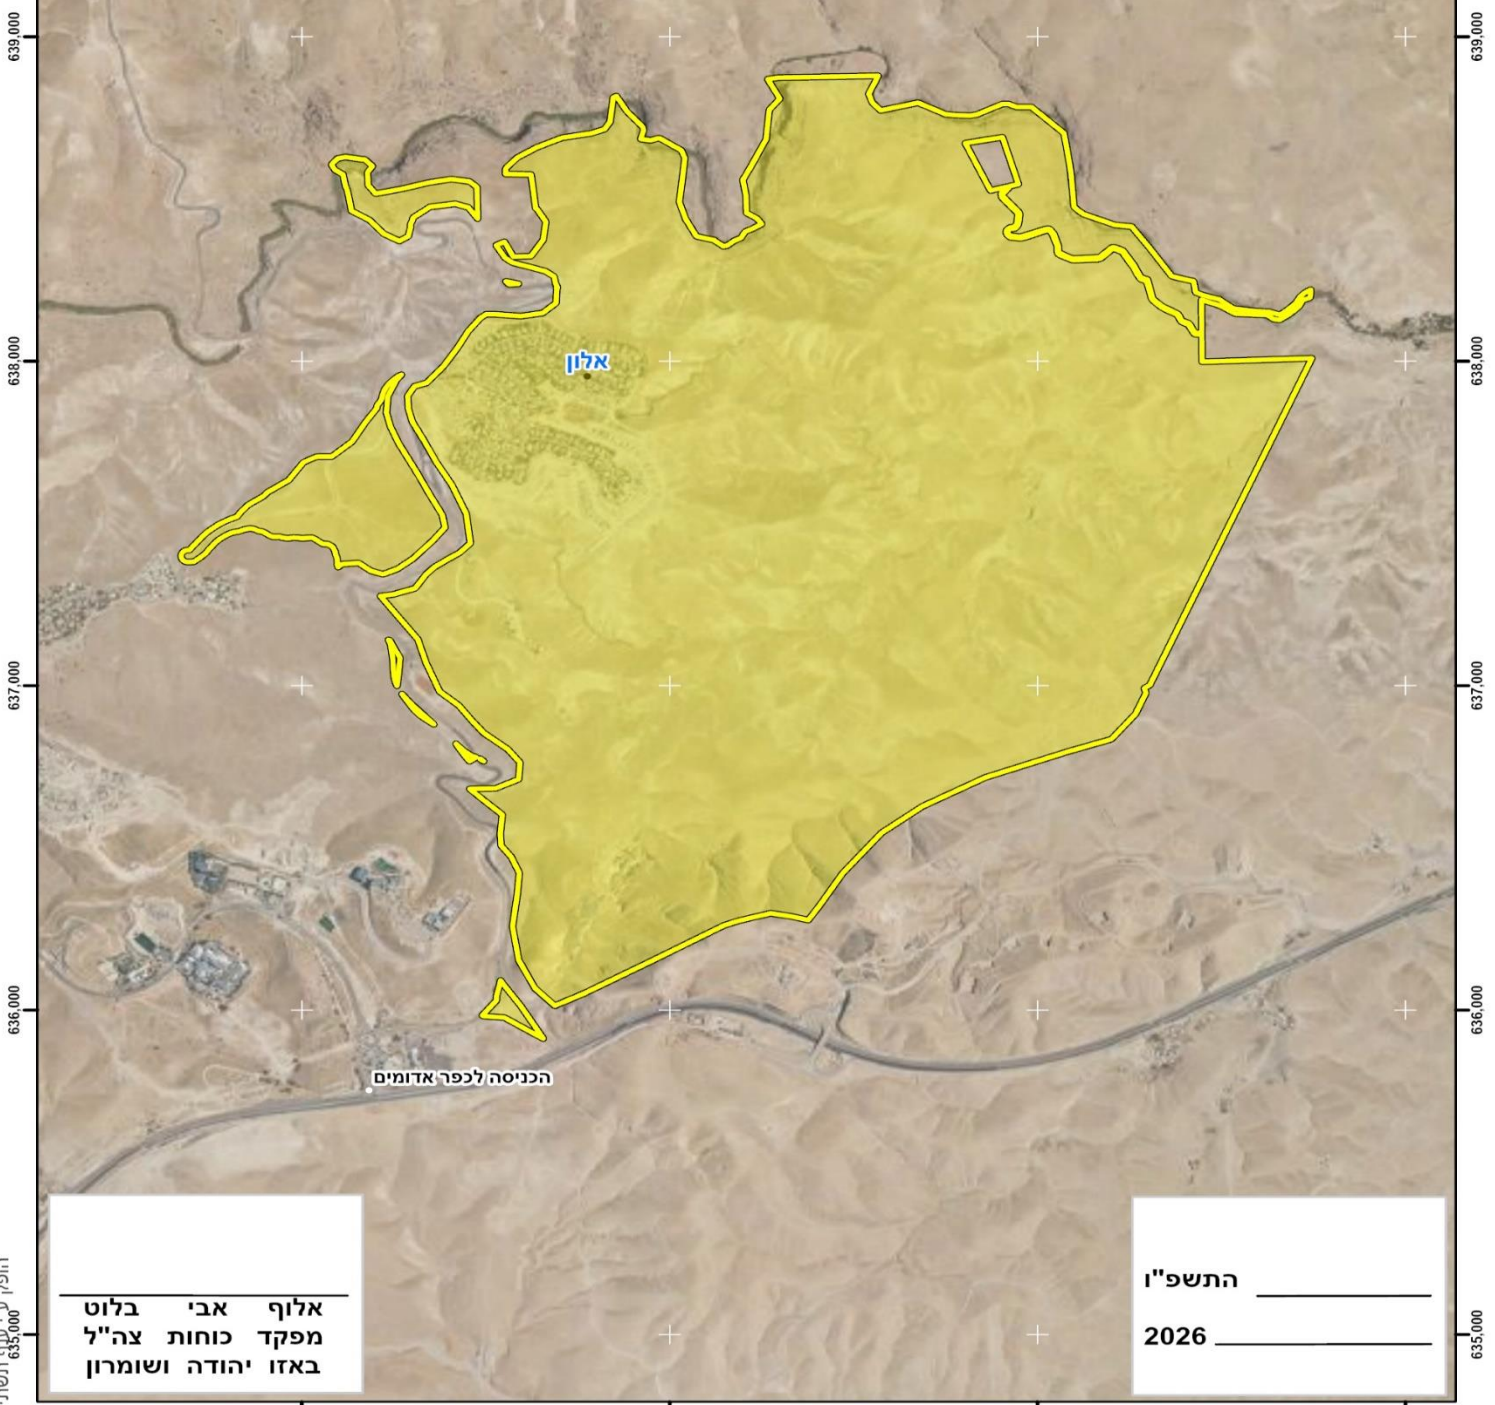 639,000
639,000
אלון
638,000
638,000
637,000
637,000
636,000
636,000
הכניסה לכפר אדומים
635,000
635,000
התשפ"ו
2026
אלוף אבי בלוט
מפקד כוחות צה"ל
באזו יהודה ושומרון